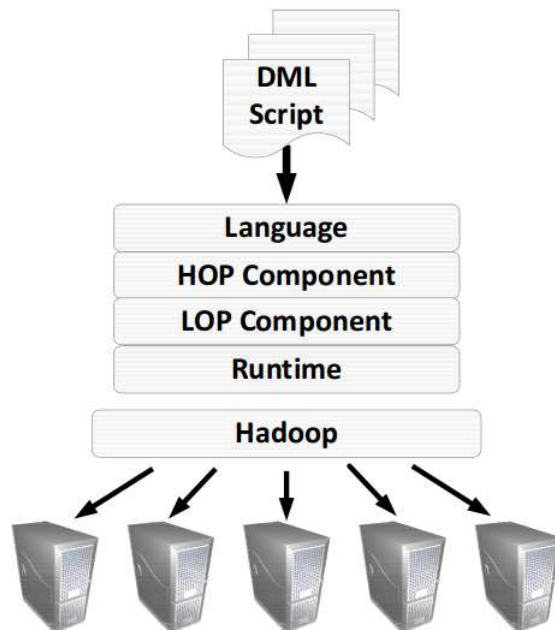 DML
Script
Language
HOP Component
LOP Component
Runtime
Hadoop